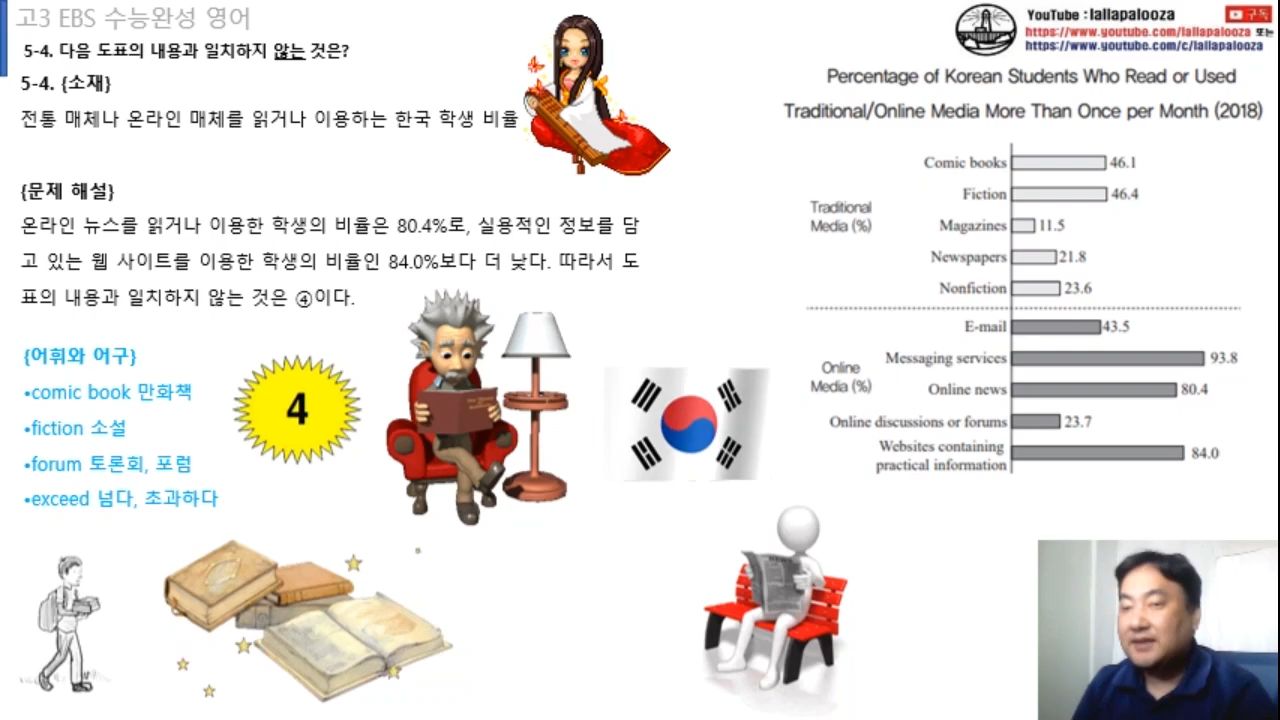 고3 EBS 수능완성 영어
5-4. 다음 도표의 내용과 일치하지 않는 것은?
5-4. {소재}
전통 매체나 온라인 매체를 읽거나 이용하는 한국 학생 비율
{문제 해설}
온라인 뉴스를 읽거나 이용한 학생의 비율은 80.4%로, 실용적인 정보를 담
고 있는 웹 사이트를 이용한 학생의 비율인 84.0%보다 더 낮다. 따라서 도
표의 내용과 일치하지 않는 것은 ④이다.
{어휘와 어구}
•comic book 만화책
•fiction 소설
•forum 토론회, 포럼
•exceed 넘다, 초과하다
4
YouTube : lallapalooza
구독
https://www.youtube.com/lallapalooza 또는
https://www.youtube.com/c/lallapalooza
Percentage of Korean Students Who Read or Used
Traditional/Online Media More Than Once per Month (2018)
Traditional
Media (%)
Comic books 46.1
Fiction 46.4
Magazines 11.5
Newspapers 21.8
Nonfiction 23.6
Online
Media (%)
E-mail 43.5
Messaging services 93.8
Online news 80.4
Online discussions or forums 23.7
Websites containing
practical information 84.0